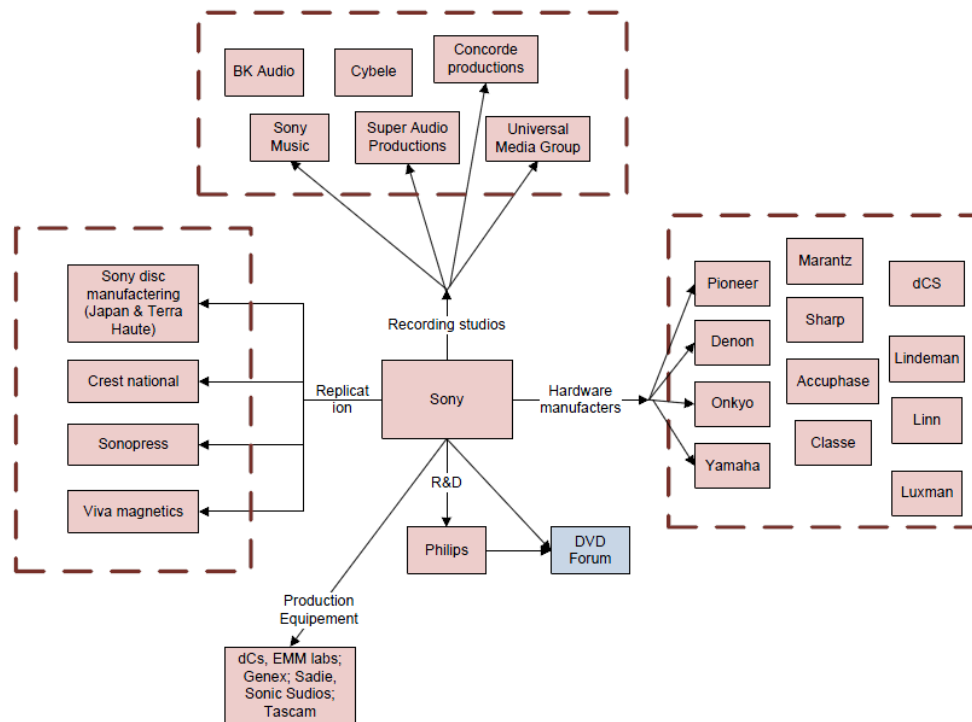 BK Audio
Cybele
Concorde
productions
Sony
Music
Super Audio
Productions
Universal
Media Group
Sony disc
manufactering
(Japan & Terra
Haute)
Crest national
Sonopress
Viva magnetics
Replicat
ion
Recording studios
Sony
Hardware
manufacters
Pioneer
Denon
Onkyo
Yamaha
Marantz
Sharp
Accuphase
Classe
dCS
Lindeman
Linn
Luxman
R&D
Philips
DVD
Forum
Production
Equipement
dCs, EMM labs;
Genex; Sadie,
Sonic Sudios;
Tascam